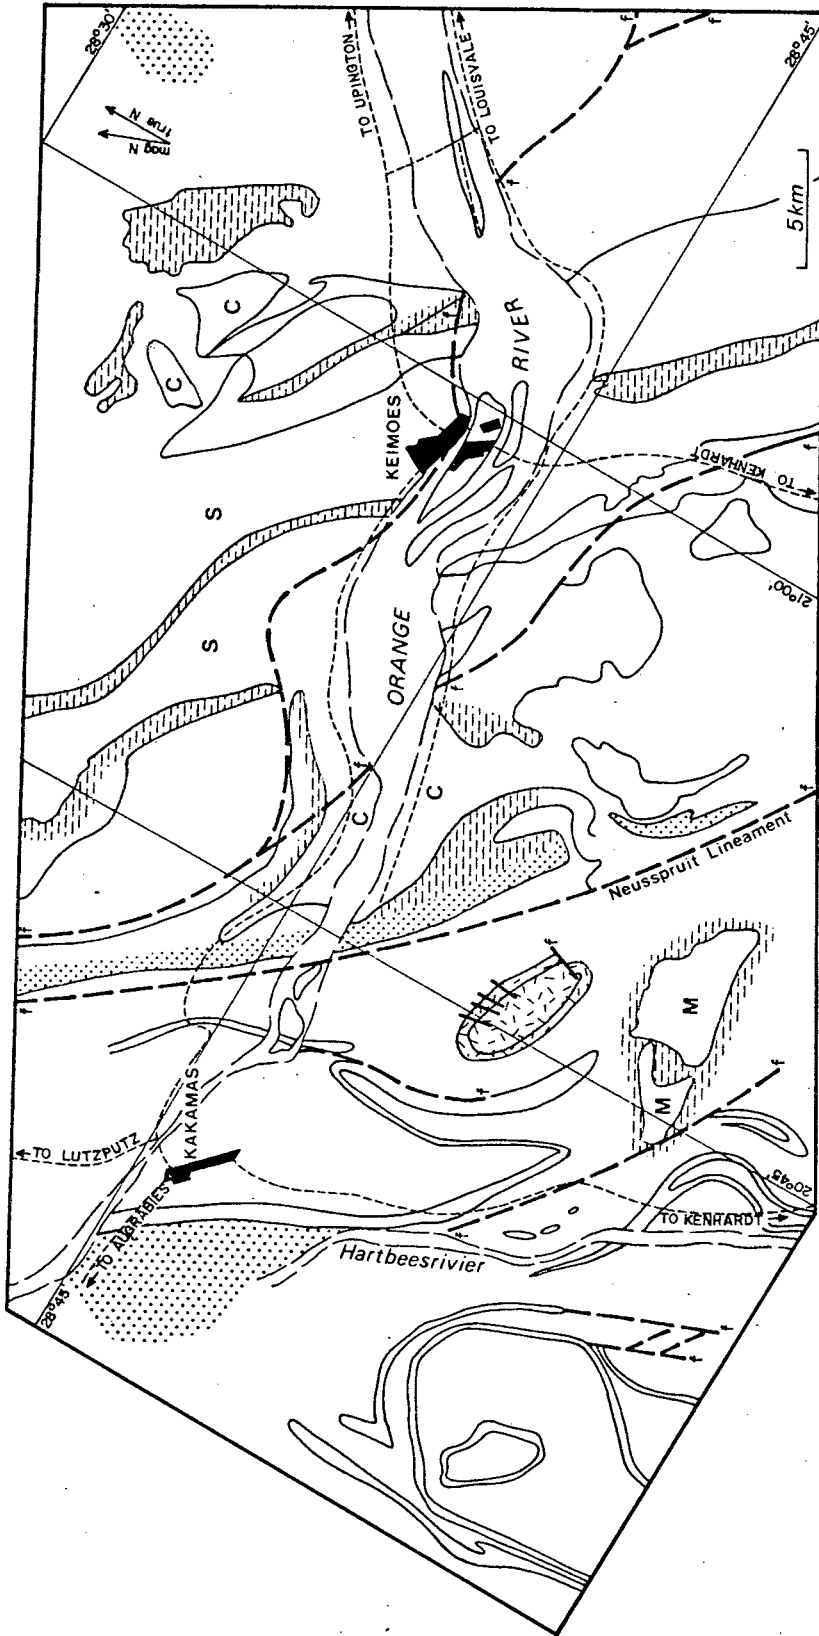 28°30'
mag N
true N
TO UPINGTON
TO LOUISVALE
f
f
28°45'
f
5km
C
C
f
RIVER
KEIMOES
TO KENHARDT
f
21°00'
S
S
ORANGE
f
f
C
C
Neusspruit Lineament
f
f
f
f
M
M
f
f
KAKAMAS
TO LUTZPUTZ
TO AUGRABIES
28°45'
Hartbeesrivier
f
TO KENHARDT
20°45'
f
f